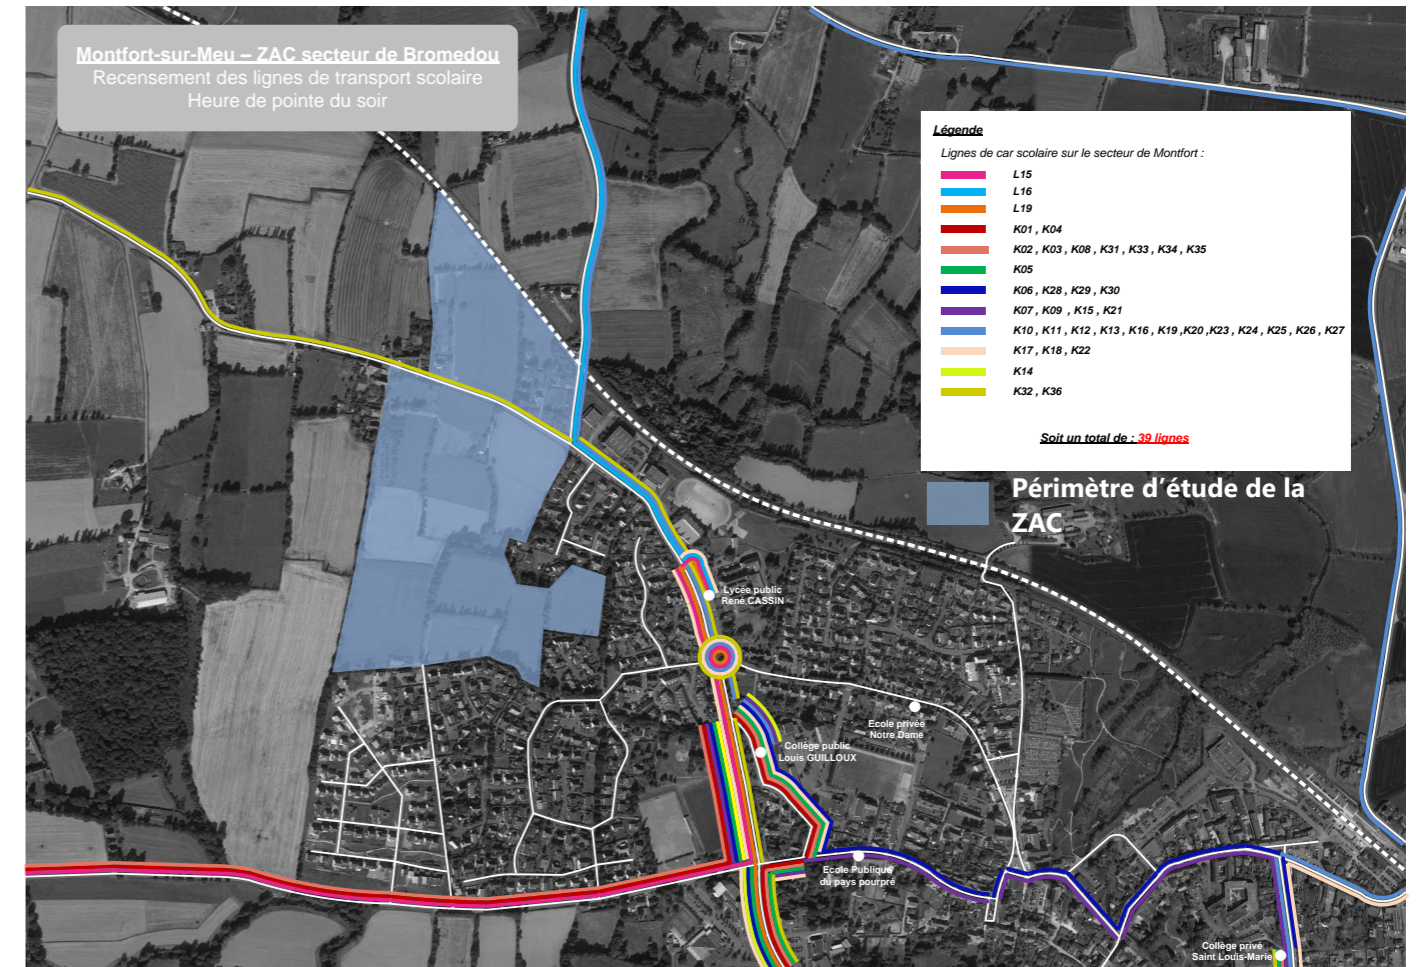 Montfort-sur-Meu – ZAC secteur de Bromedou
Recensement des lignes de transport scolaire
Heure de pointe du soir
Légende
Lignes de car scolaire sur le secteur de Montfort :
L15
L16
L19
K01 , K04
K02 , K03 , K08 , K31 , K33 , K34 , K35
K05
K06 , K28 , K29 , K30
K07 , K09 , K15 , K21
K10 , K11 , K12 , K13 , K16 , K19 ,K20 ,K23 , K24 , K25 , K26 , K27
K17 , K18 , K22
K14
K32 , K36
Soit un total de : 39 lignes
Périmètre d'étude de la
ZAC
Lycée public
René CASSIN
Ecole privée
Notre Dame
Collège public
Louis GUILLOUX
Ecole Publique
du pays pourpré
Collège privé
Saint Louis-Marie